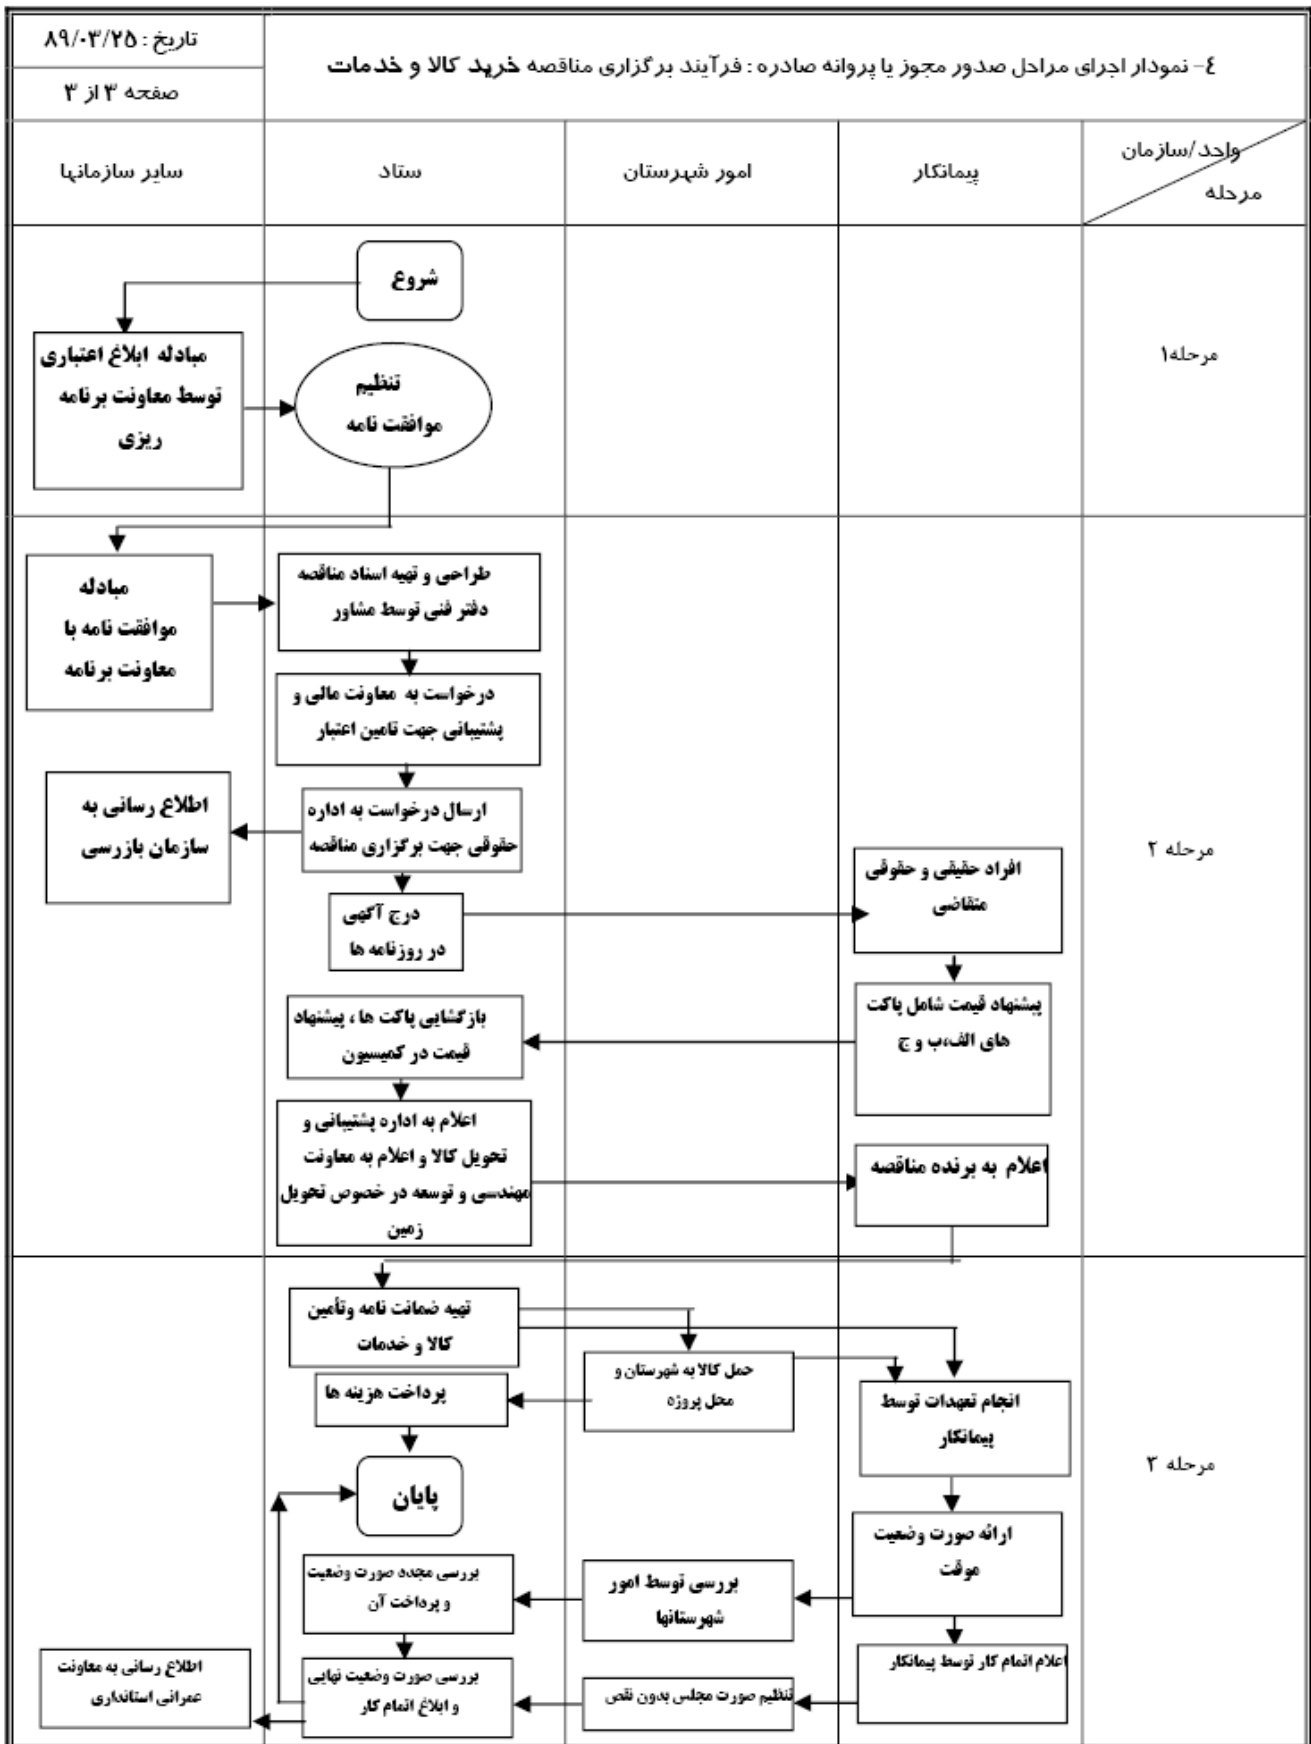 ٤- نمودار اجرای مراحل صدور مجوز یا پروانه صادره : فرآیند برگزاری مناقصه خرید کالا و خدمات
تاریخ : ۸۹/۰۳/۲۵
صفحه ۳ از ۳
واحد/سازمان
مرحله
پیمانکار
امور شهرستان
ستاد
سایر سازمانها
مرحله۱
شروع
مبادله ابلاغ اعتباری
توسط معاونت برنامه
ریزی
تنظیم
موافقت نامه
مرحله ۲
مبادله
موافقت نامه با
معاونت برنامه
طراحی و تهیه اسناد مناقصه
دفتر فنی توسط مشاور
درخواست به معاونت مالی و
پشتیبانی جهت تامین اعتبار
ارسال درخواست به اداره
حقوقی جهت برگزاری مناقصه
اطلاع رسانی به
سازمان بازرسی
درج آگهی
در روزنامه ها
افراد حقیقی و حقوقی
متقاضی
پیشنهاد قیمت شامل پاکت
های الف،ب و ج
بازگشایی پاکت ها ، پیشنهاد
قیمت در کمیسیون
اعلام به اداره پشتیبانی و
تحویل کالا و اعلام به معاونت
مهندسی و توسعه در خصوص تحویل
زمین
اعلام به برنده مناقصه
مرحله ۳
تهیه ضمانت نامه وتأمین
کالا و خدمات
حمل کالا به شهرستان و
محل پروژه
پرداخت هزینه ها
انجام تعهدات توسط
پیمانکار
پایان
ارائه صورت وضعیت
موقت
بررسی توسط امور
شهرستانها
بررسی مجدد صورت وضعیت
و پرداخت آن
اعلام اتمام کار توسط پیمانکار
تنظیم صورت مجلس بدون نقص
بررسی صورت وضعیت نهایی
و ابلاغ اتمام کار
اطلاع رسانی به معاونت
عمرانی استانداری